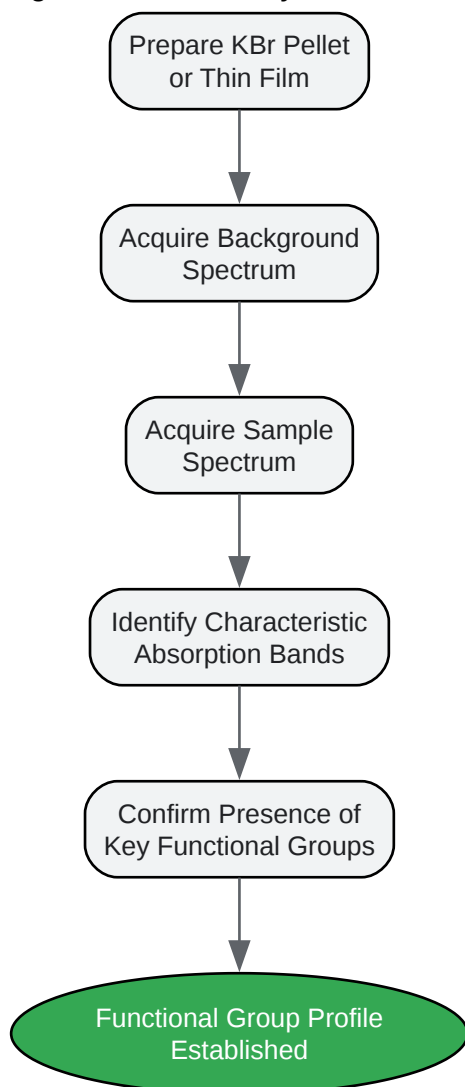 Prepare KBr Pellet
or Thin Film
Acquire Background
Spectrum
Acquire Sample
Spectrum
Identify Characteristic
Absorption Bands
Confirm Presence of
Key Functional Groups
Functional Group Profile
Established